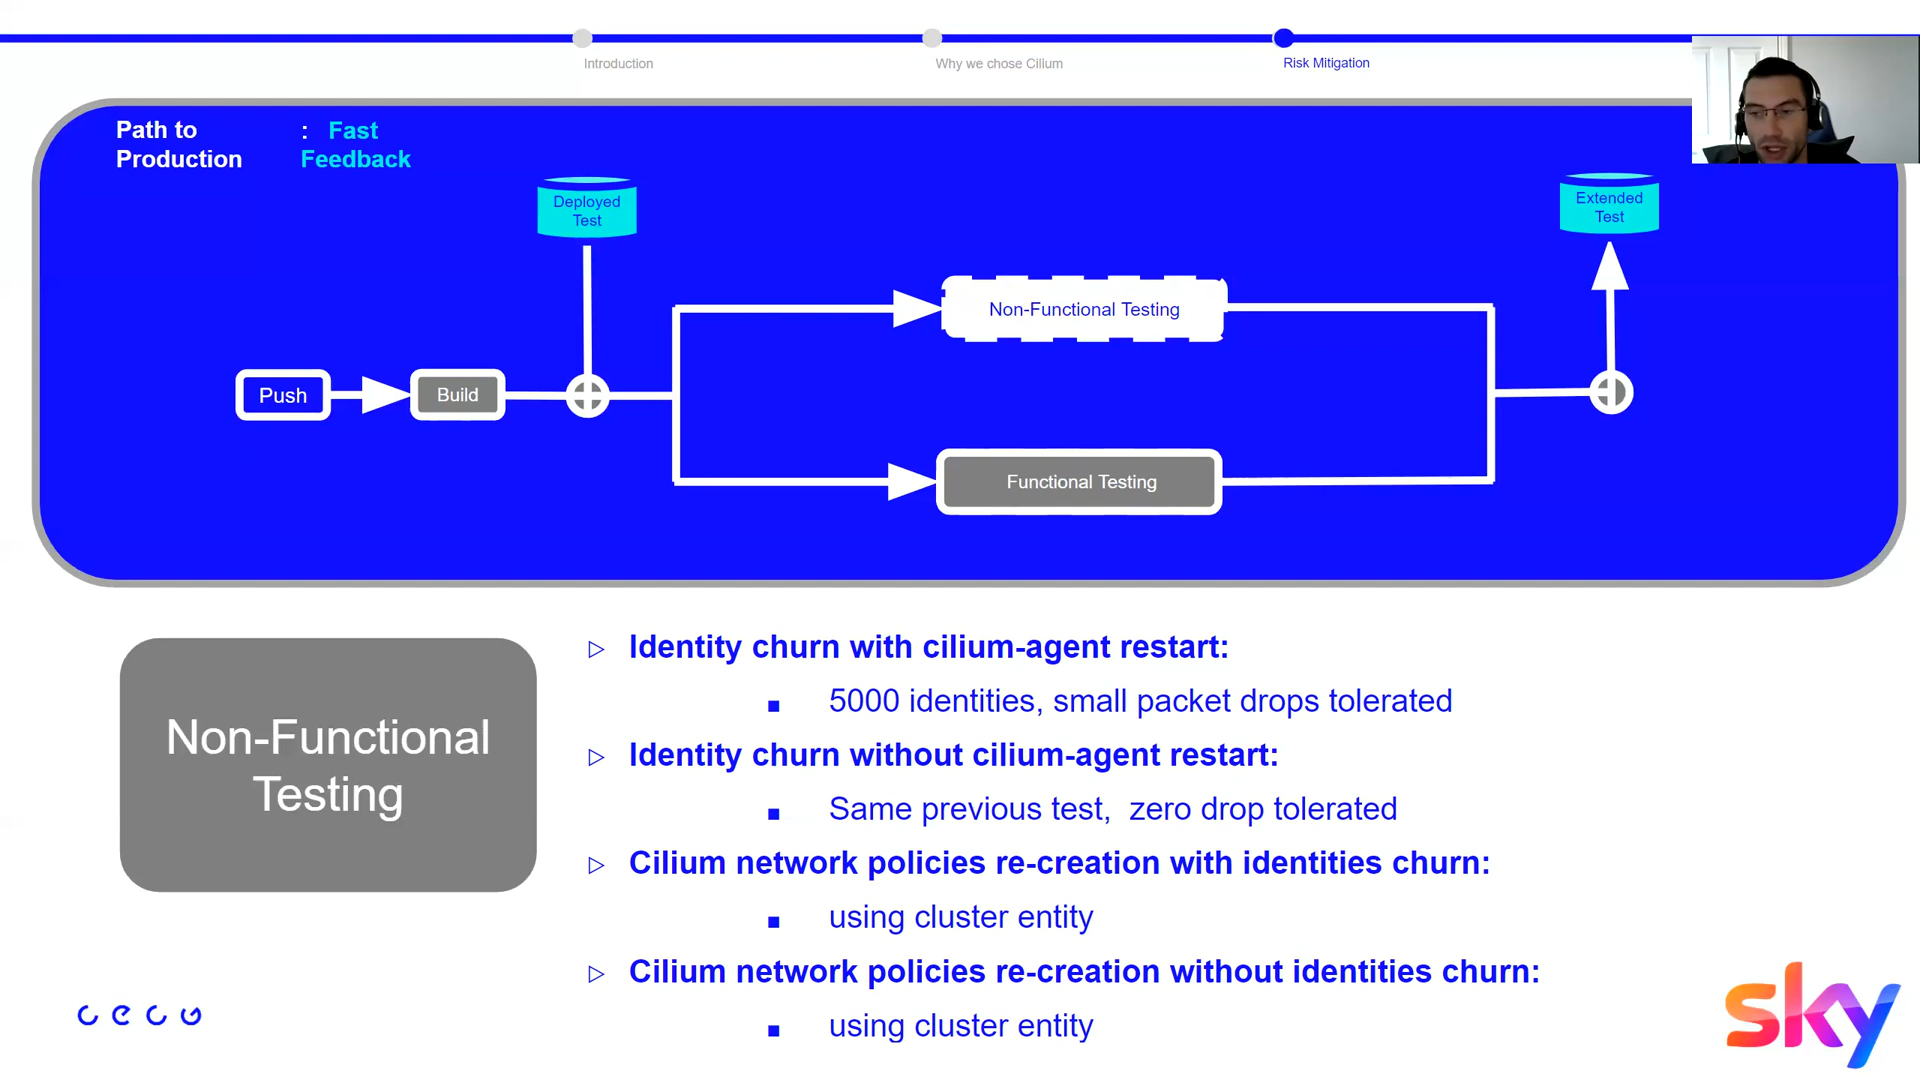 Introduction
Why we chose Cilium
Risk Mitigation
Path to : Fast
Production Feedback
Deployed
Test
Extended
Test
Non-Functional Testing
Push
Build
Functional Testing
Non-Functional
Testing
▷ Identity churn with cilium-agent restart:
■ 5000 identities, small packet drops tolerated
▷ Identity churn without cilium-agent restart:
■ Same previous test, zero drop tolerated
▷ Cilium network policies re-creation with identities churn:
■ using cluster entity
▷ Cilium network policies re-creation without identities churn:
■ using cluster entity
cecg
sky